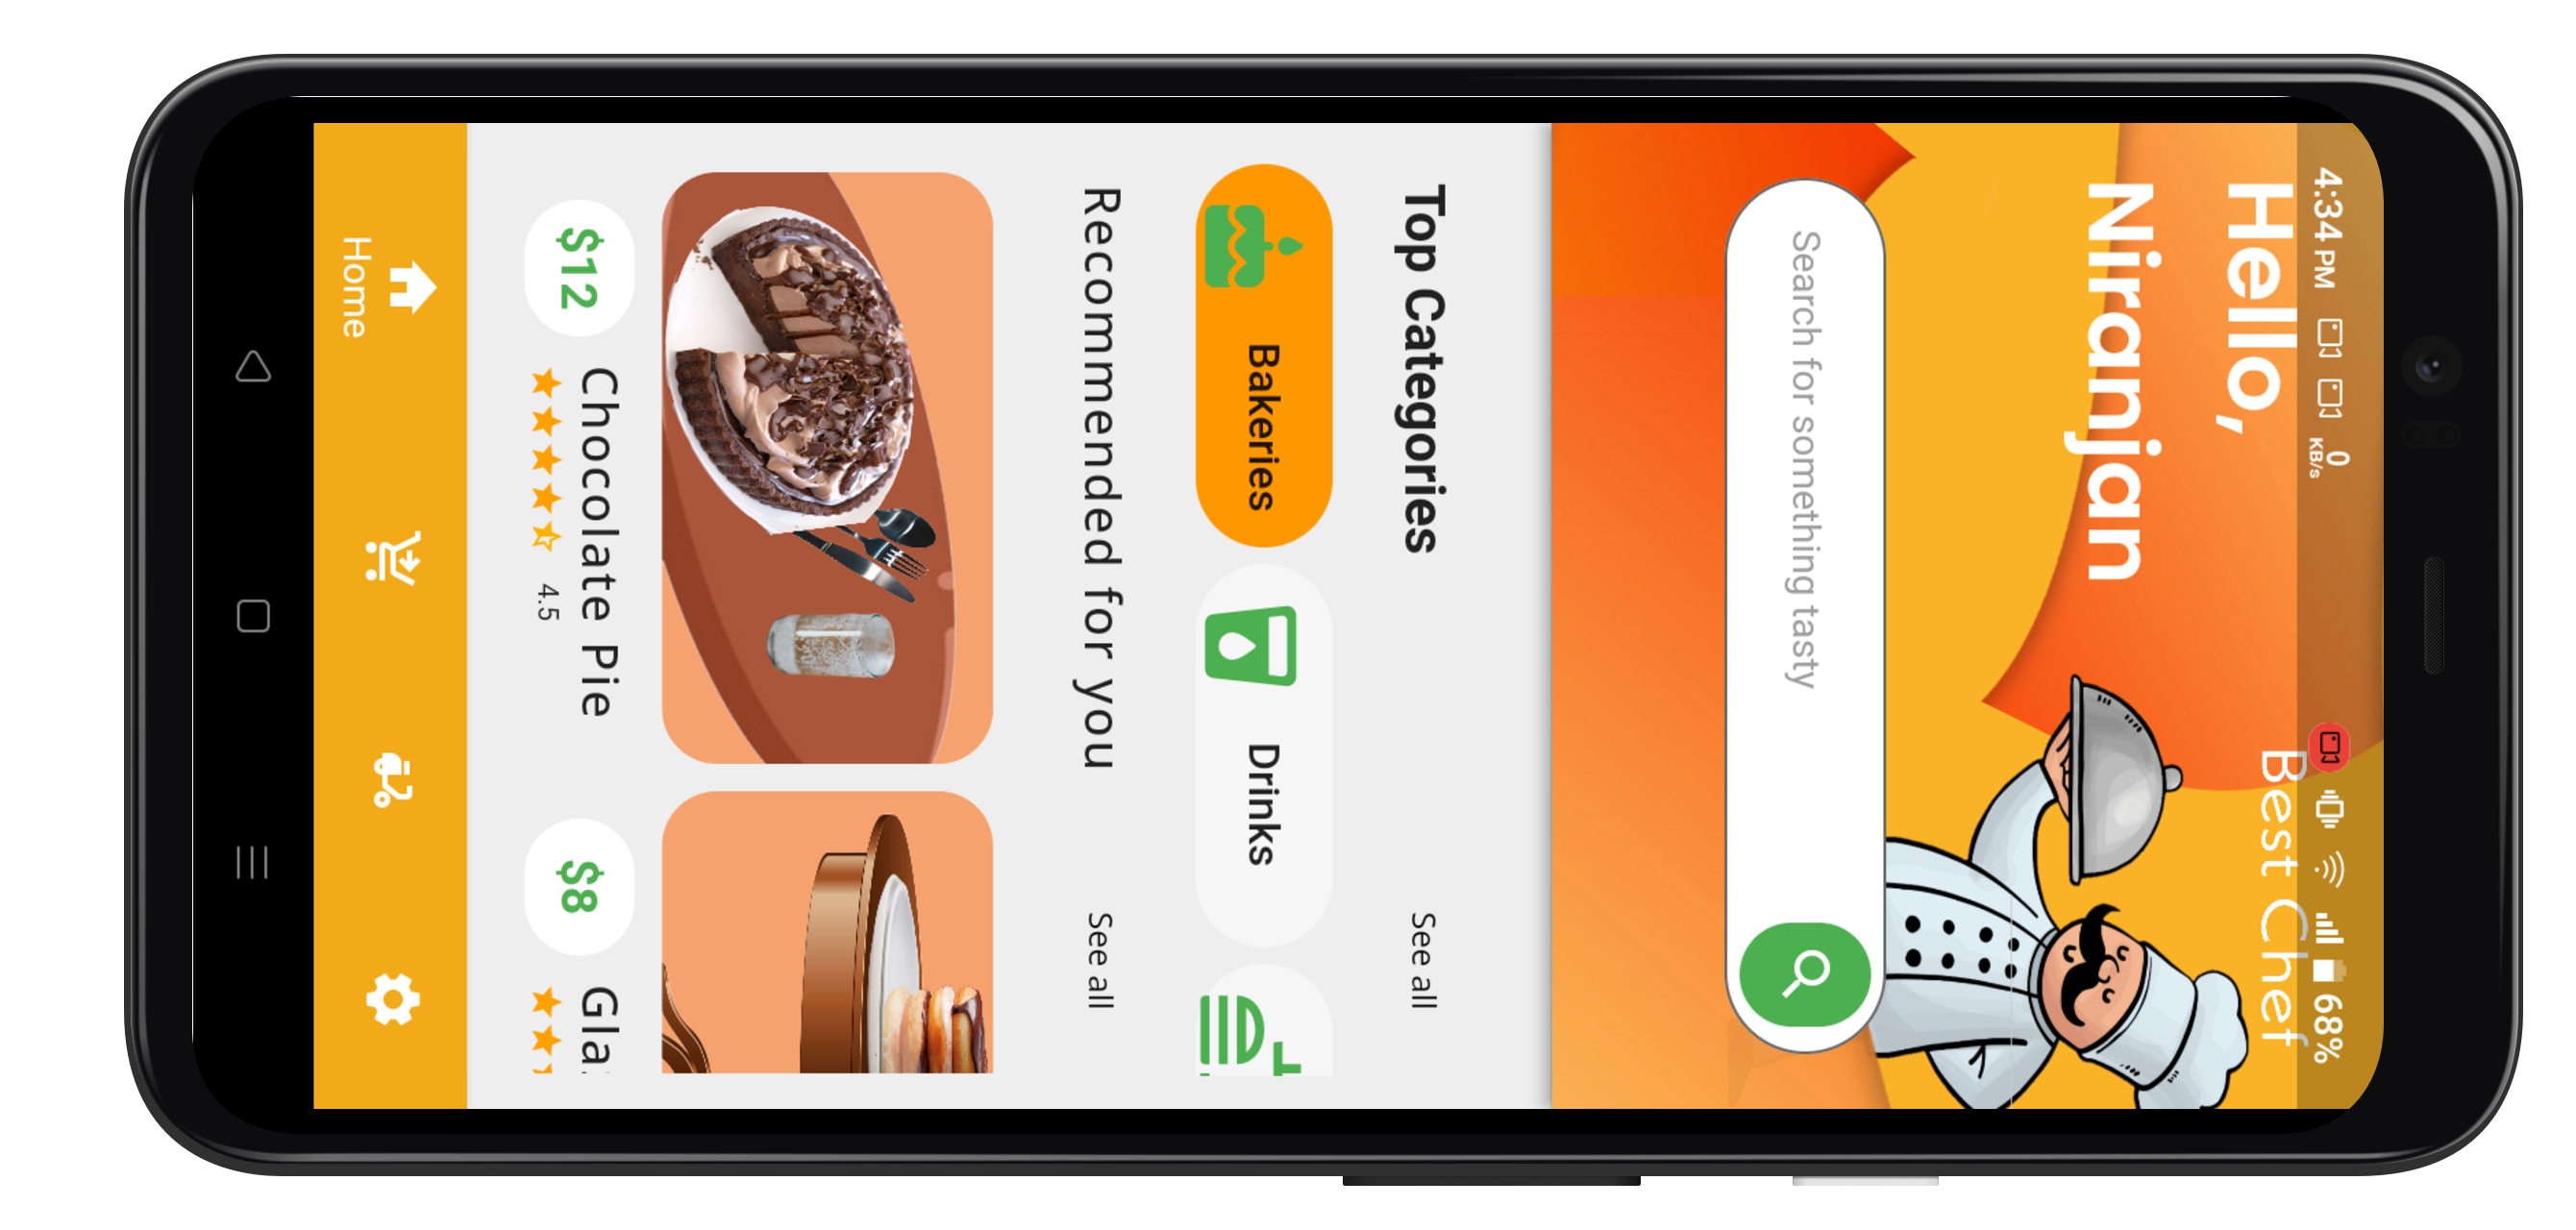 4:34 PM 0 KB/s 68%
Best Chef
Hello,
Niranjan
Search for something tasty
Top Categories See all
Bakeries Drinks
Recommended for you See all
$12 Chocolate Pie $8
4.5
Home